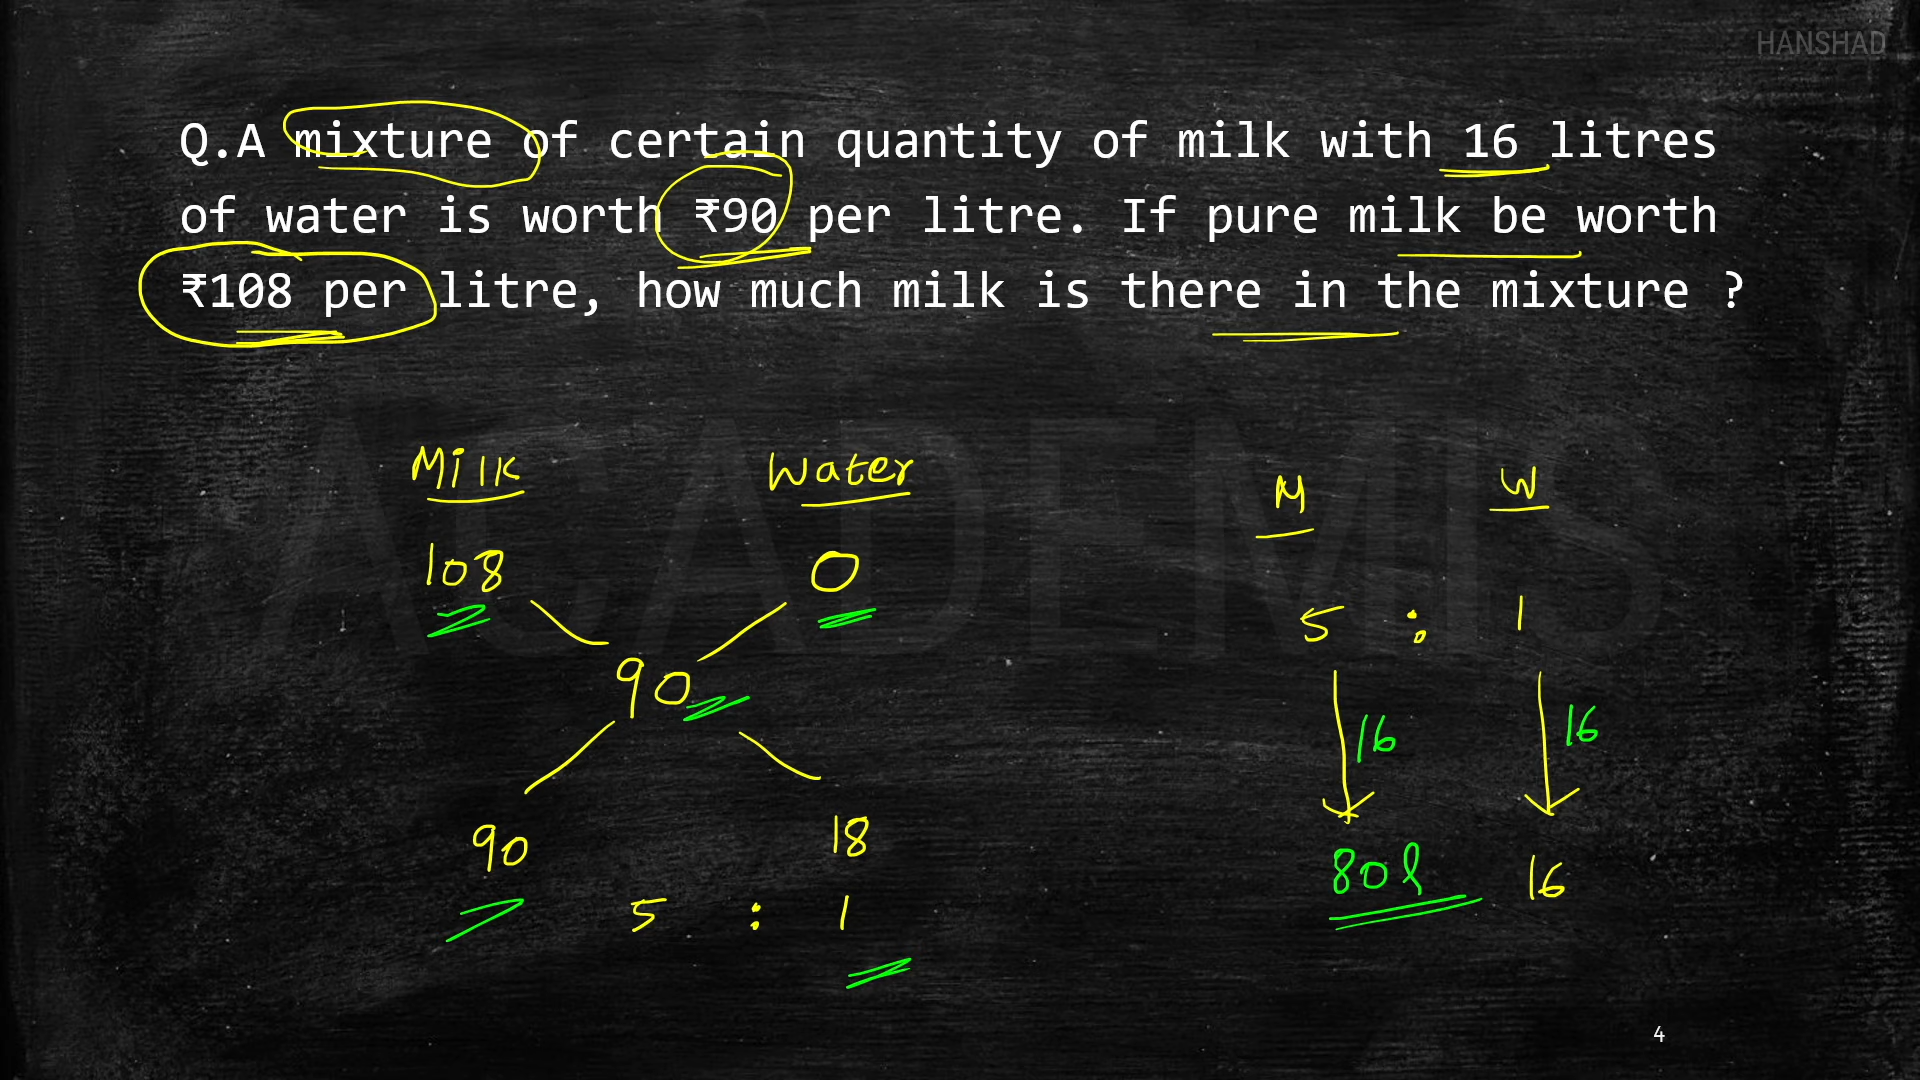 HANSHAD
Q.A mixture of certain quantity of milk with 16 litres
of water is worth ₹90 per litre. If pure milk be worth
₹108 per litre, how much milk is there in the mixture ?
ACADEMIS
Milk Water
108 0
90
90 18
5 : 1
M W
5 : 1
16 16
80l 16
4